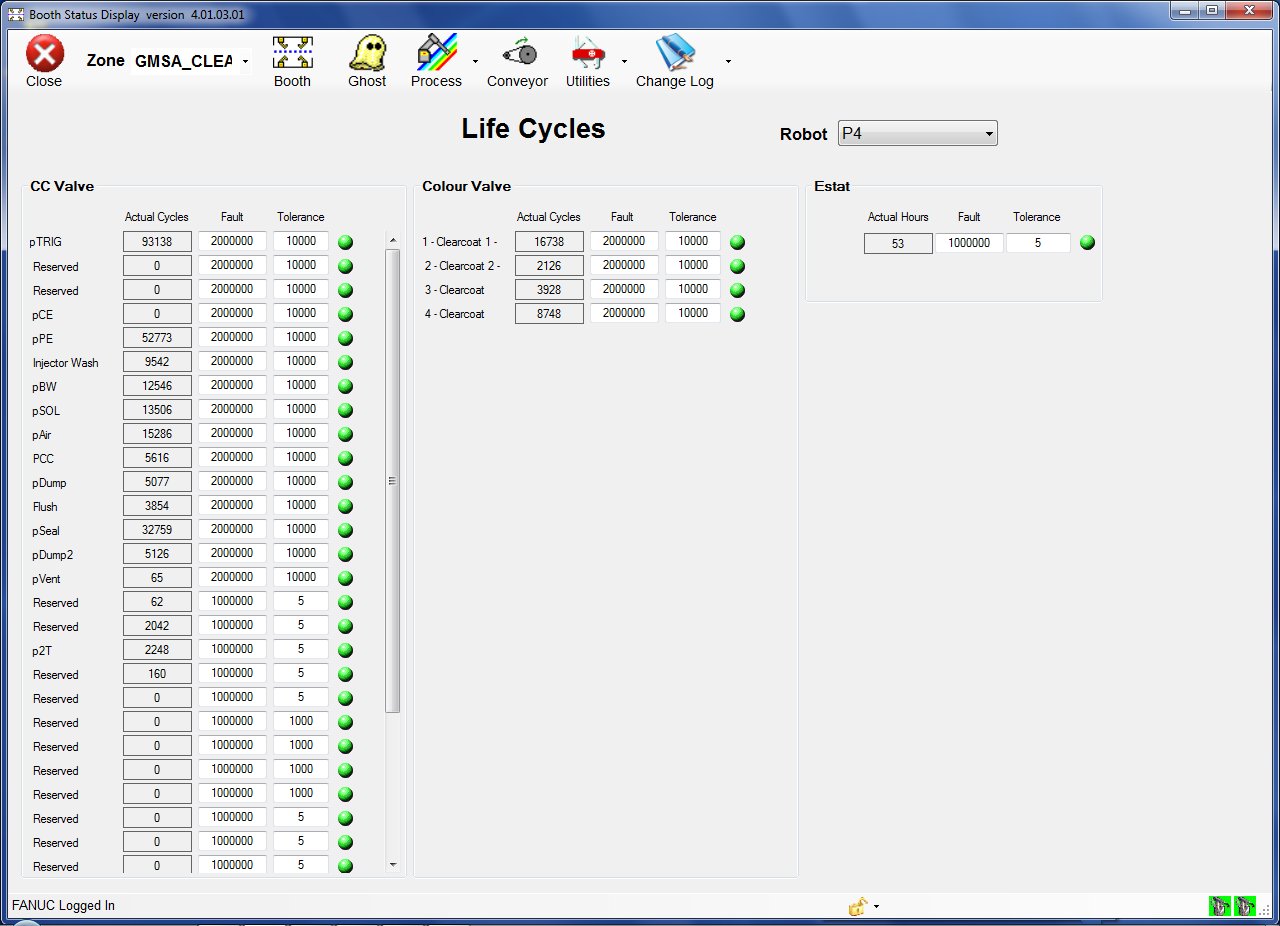 Booth Status Display version 4.01.03.01
Close
Zone GMSA_CLEA
Booth
Ghost
Process
Conveyor
Utilities
Change Log
Life Cycles
Robot P4
CC Valve
Actual Cycles Fault Tolerance
pTRIG 93138 2000000 10000
Reserved 0 2000000 10000
Reserved 0 2000000 10000
pCE 0 2000000 10000
pPE 52773 2000000 10000
Injector Wash 9542 2000000 10000
pBW 12546 2000000 10000
pSOL 13506 2000000 10000
pAir 15286 2000000 10000
PCC 5616 2000000 10000
pDump 5077 2000000 10000
Flush 3854 2000000 10000
pSeal 32759 2000000 10000
pDump2 5126 2000000 10000
pVent 65 2000000 10000
Reserved 62 1000000 5
Reserved 2042 1000000 5
p2T 2248 1000000 5
Reserved 160 1000000 5
Reserved 0 1000000 5
Reserved 0 1000000 1000
Reserved 0 1000000 1000
Reserved 0 1000000 1000
Reserved 0 1000000 1000
Reserved 0 1000000 5
Reserved 0 1000000 5
Reserved 0 1000000 5
Colour Valve
Actual Cycles Fault Tolerance
1 - Clearcoat 1 - 16738 2000000 10000
2 - Clearcoat 2 - 2126 2000000 10000
3 - Clearcoat 3928 2000000 10000
4 - Clearcoat 8748 2000000 10000
Estat
Actual Hours Fault Tolerance
53 1000000 5
FANUC Logged In